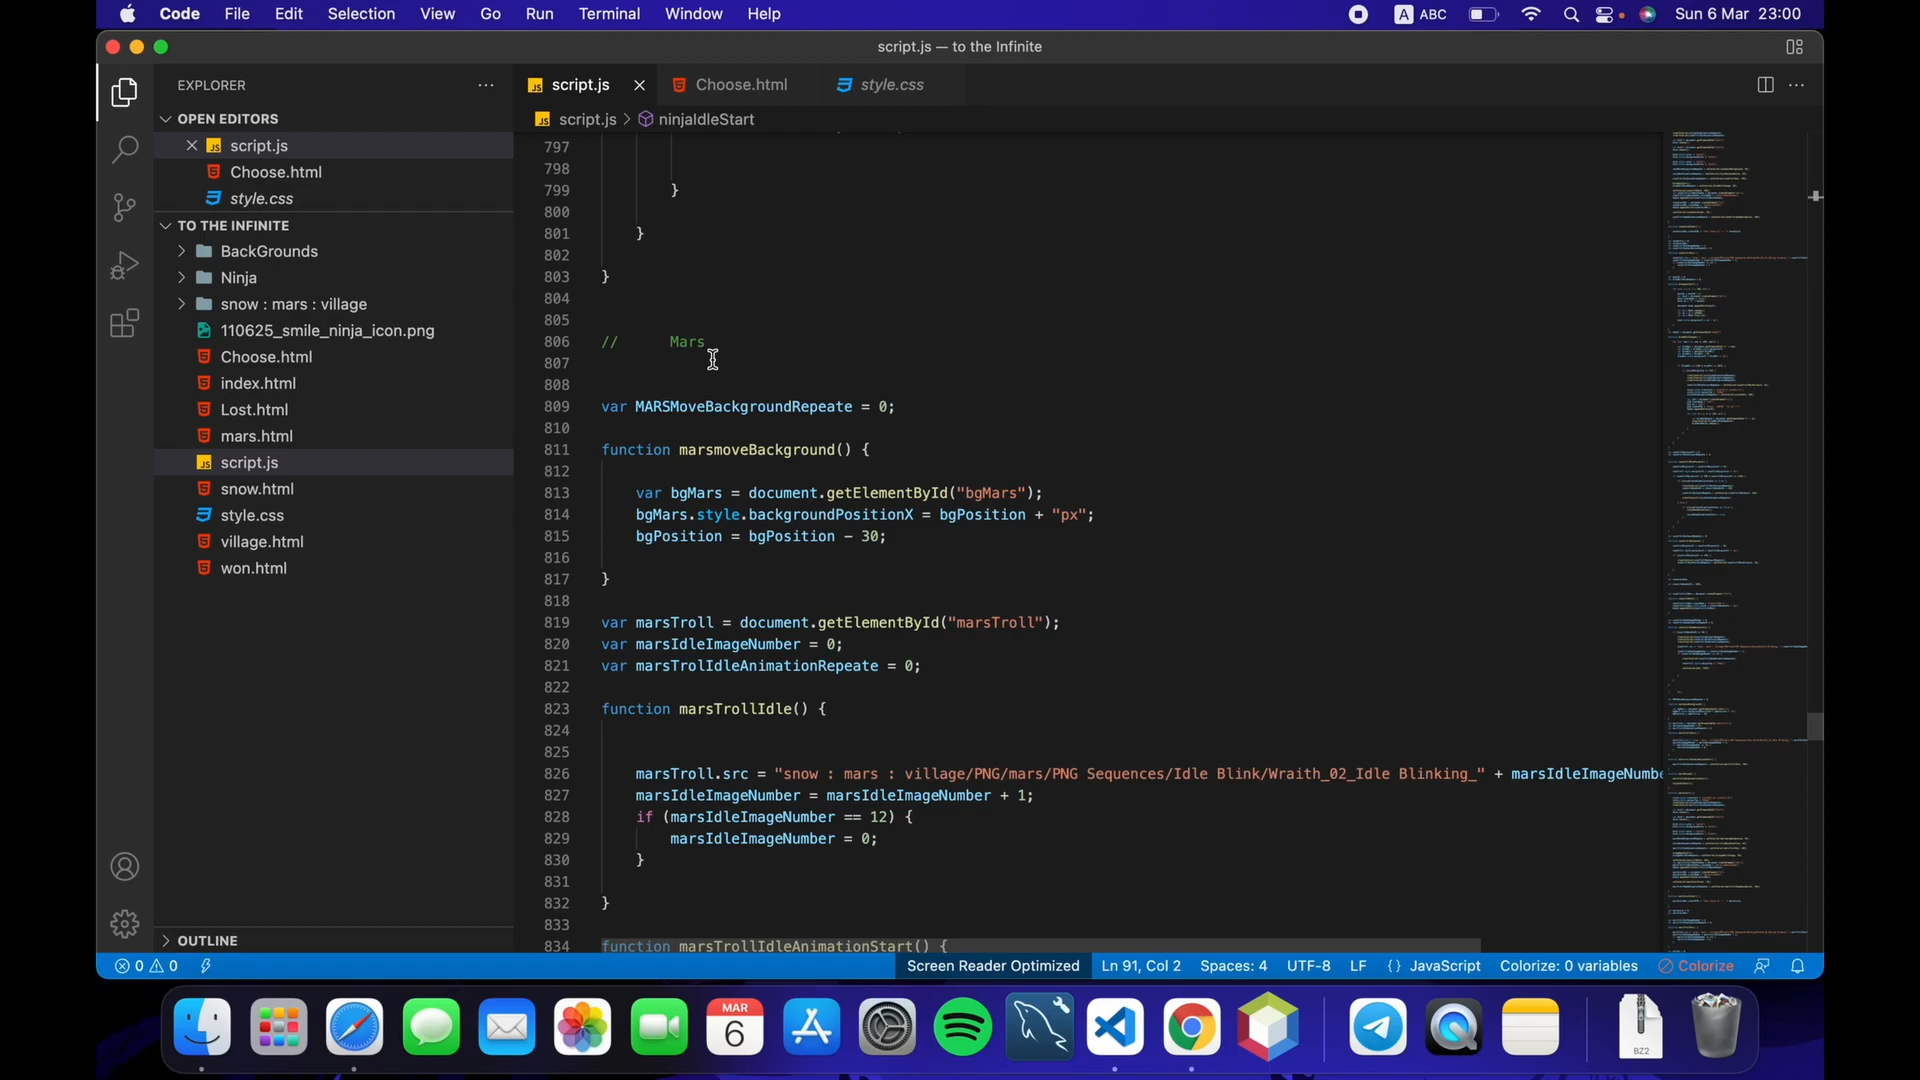 Code File Edit Selection View Go Run Terminal Window Help A ABC Sun 6 Mar 23:00
script.js — to the Infinite
EXPLORER
OPEN EDITORS
script.js
Choose.html
style.css
TO THE INFINITE
BackGrounds
Ninja
snow : mars : village
110625_smile_ninja_icon.png
Choose.html
index.html
Lost.html
mars.html
script.js
snow.html
style.css
village.html
won.html
OUTLINE
script.js Choose.html style.css
script.js > ninjaIdleStart
797
798
799 }
800
801 }
802
803 }
804
805
806 // Mars
807
808
809 var MARSMoveBackgroundRepeate = 0;
810
811 function marsmoveBackground() {
812
813 var bgMars = document.getElementById("bgMars");
814 bgMars.style.backgroundPositionX = bgPosition + "px";
815 bgPosition = bgPosition - 30;
816
817 }
818
819 var marsTroll = document.getElementById("marsTroll");
820 var marsIdleImageNumber = 0;
821 var marsTrolIdleAnimationRepeate = 0;
822
823 function marsTrollIdle() {
824
825
826 marsTroll.src = "snow : mars : village/PNG/mars/PNG Sequences/Idle Blink/Wraith_02_Idle Blinking_" + marsIdleImageNumbe
827 marsIdleImageNumber = marsIdleImageNumber + 1;
828 if (marsIdleImageNumber == 12) {
829 marsIdleImageNumber = 0;
830 }
831
832 }
833
834 function marsTrollIdleAnimationStart() {
0 0 Screen Reader Optimized Ln 91, Col 2 Spaces: 4 UTF-8 LF {} JavaScript Colorize: 0 variables Colorize
MAR
6
BZ2